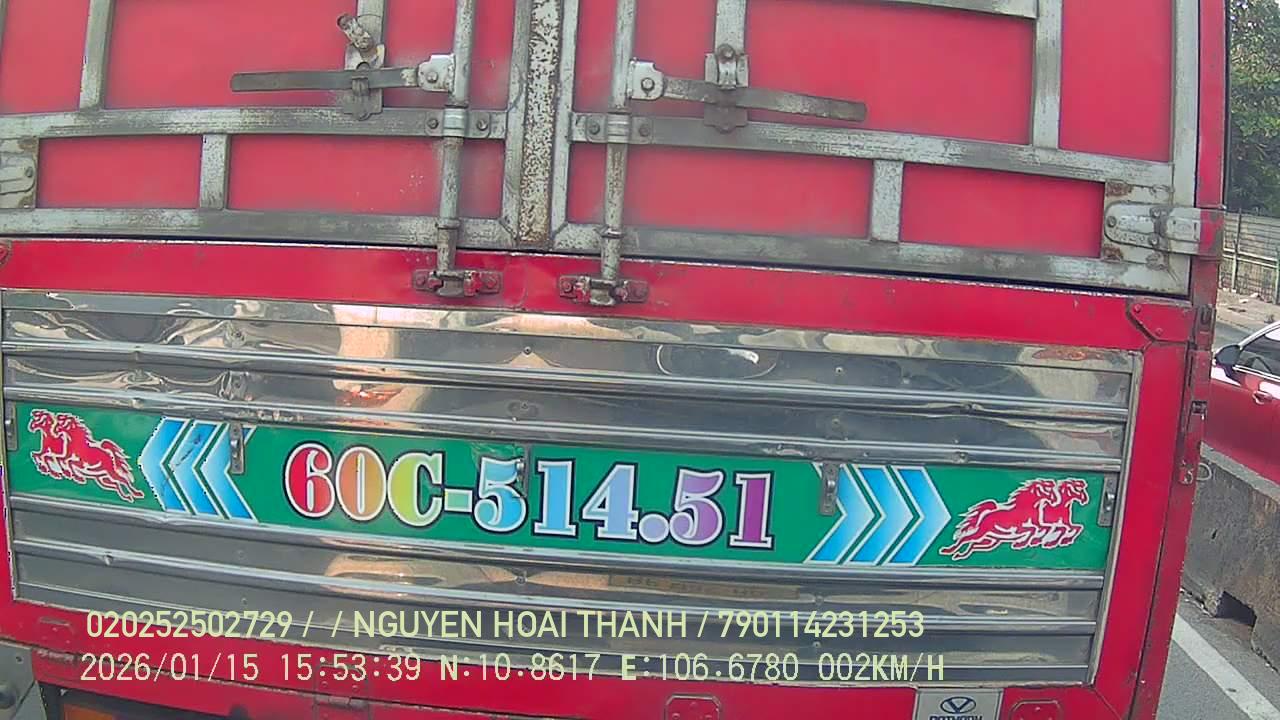 60C-514.51
020252502729 / / NGUYEN HOAI THANH / 790114231253
2026/01/15 15:53:39 N:10.8617 E:106.6780 002KM/H